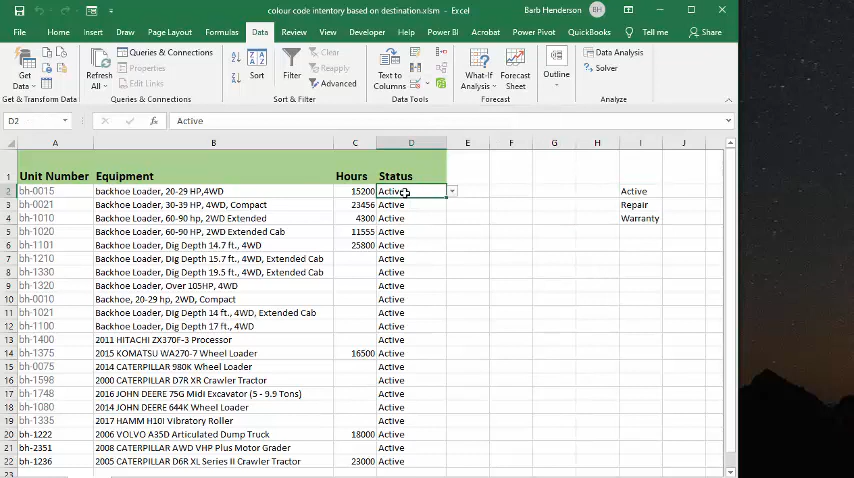 colour code intentory based on destination.xlsm - Excel
Barb Henderson BH
File Home Insert Draw Page Layout Formulas Data Review View Developer Help Power BI Acrobat Power Pivot QuickBooks Tell me Share
Get Data
Refresh All
Queries & Connections
Properties
Edit Links
Sort
Filter
Clear
Reapply
Advanced
Text to Columns
What-If Analysis
Forecast Sheet
Outline
Data Analysis
Solver
Get & Transform Data Queries & Connections Sort & Filter Data Tools Forecast Analysis
D2 fx Active
A B C D E F G H I J
1 Unit Number Equipment Hours Status
2 bh-0015 backhoe Loader, 20-29 HP,4WD 15200 Active Active
3 bh-0021 Backhoe Loader, 30-39 HP, 4WD, Compact 23456 Active Repair
4 bh-1010 Backhoe Loader, 60-90 hp, 2WD Extended 4300 Active Warranty
5 bh-1020 Backhoe Loader, 60-90 hp, 2WD Extended Cab 11555 Active
6 bh-1101 Backhoe Loader, Dig Depth 14.7 ft., 4WD 25800 Active
7 bh-1210 Backhoe Loader, Dig Depth 15.7 ft., 4WD, Extended Cab Active
8 bh-1330 Backhoe Loader, Dig Depth 19.5 ft., 4WD, Extended Cab Active
9 bh-1320 Backhoe Loader, Over 105HP, 4WD Active
10 bh-0010 Backhoe, 20-29 hp, 2WD, Compact Active
11 bh-1021 Backhoe Loader, Dig Depth 14 ft., 4WD, Extended Cab Active
12 bh-1100 Backhoe Loader, Dig Depth 17 ft., 4WD Active
13 bh-1400 2011 HITACHI ZX370F-3 Processor Active
14 bh-1375 2015 KOMATSU WA270-7 Wheel Loader 16500 Active
15 bh-0075 2014 CATERPILLAR 980K Wheel Loader Active
16 bh-1598 2000 CATERPILLAR D7R XR Crawler Tractor Active
17 bh-1748 2016 JOHN DEERE 75G Mini Excavator (5 - 9.9 Tons) Active
18 bh-1080 2014 JOHN DEERE 644K Wheel Loader Active
19 bh-1335 2017 HAMM H10I Vibratory Roller Active
20 bh-1222 2006 VOLVO A35D Articulated Dump Truck 18000 Active
21 bh-2351 2008 CATERPILLAR AWD VHP Plus Motor Grader Active
22 bh-1236 2005 CATERPILLAR D6R XL Series II Crawler Tractor 23000 Active
23